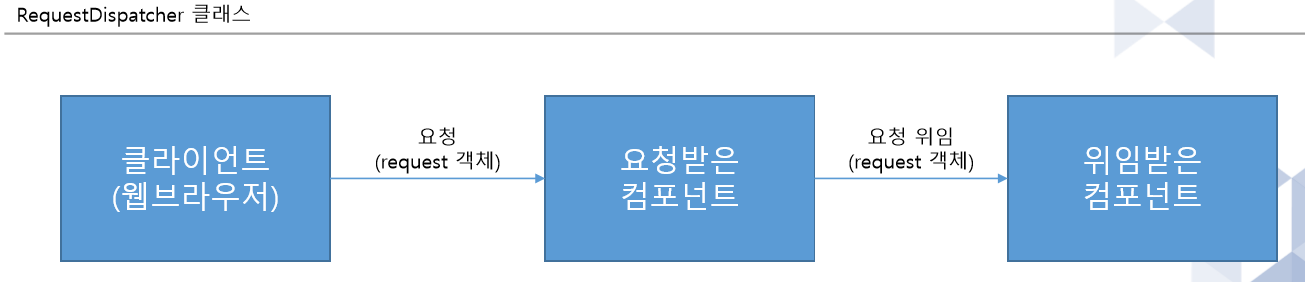 RequestDispatcher 클래스
클라이언트
(웹브라우저)
요청
(request 객체)
요청받은
컴포넌트
요청 위임
(request 객체)
위임받은
컴포넌트